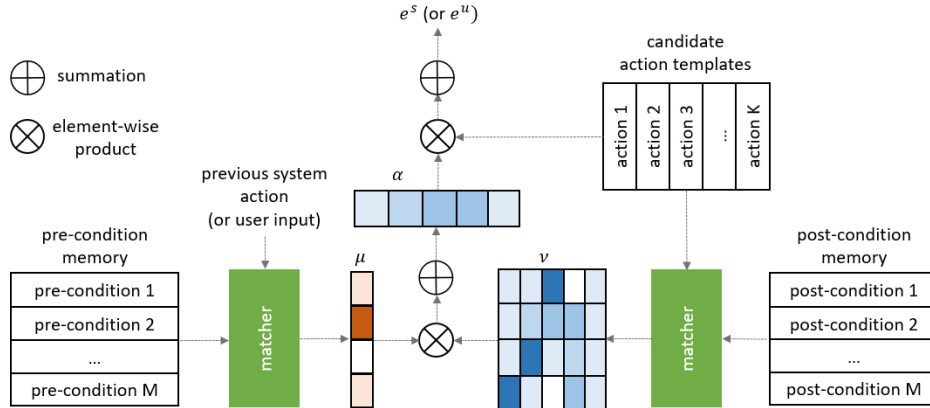 e^s (or e^u)
summation
element-wise
product
candidate
action templates
action 1
action 2
action 3
...
action K
previous system
action
(or user input)
α
pre-condition
memory
pre-condition 1
pre-condition 2
...
pre-condition M
matcher
μ
ν
matcher
post-condition
memory
post-condition 1
post-condition 2
...
post-condition M